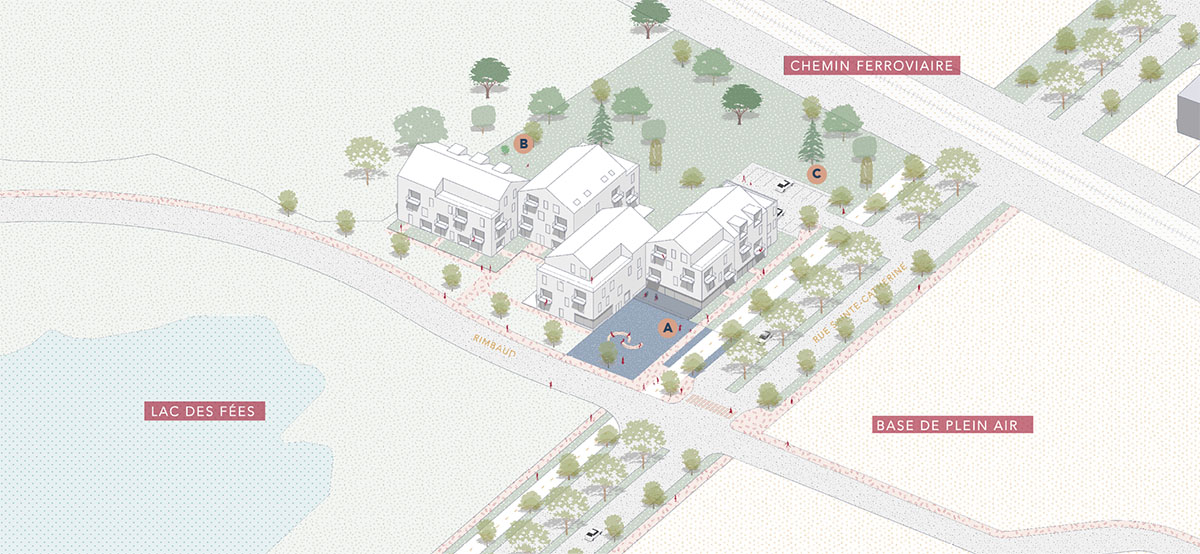 CHEMIN FERROVIAIRE
B
C
RUE SAINTE-CATHERINE
A
RIMBAUD
LAC DES FÉES
BASE DE PLEIN AIR